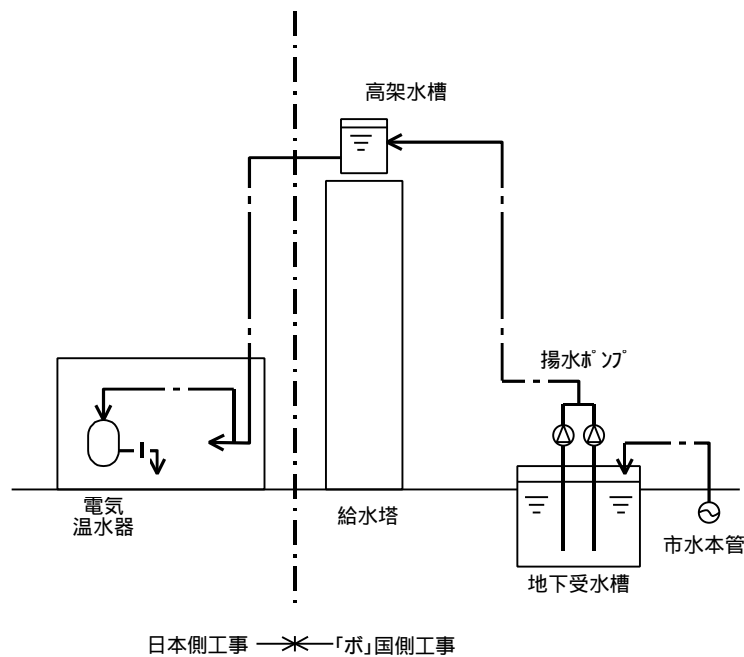 高架水槽
揚水ﾎﾟﾝﾌﾟ
電気
温水器
給水塔
市水本管
地下受水槽
日本側工事
「ボ」国側工事